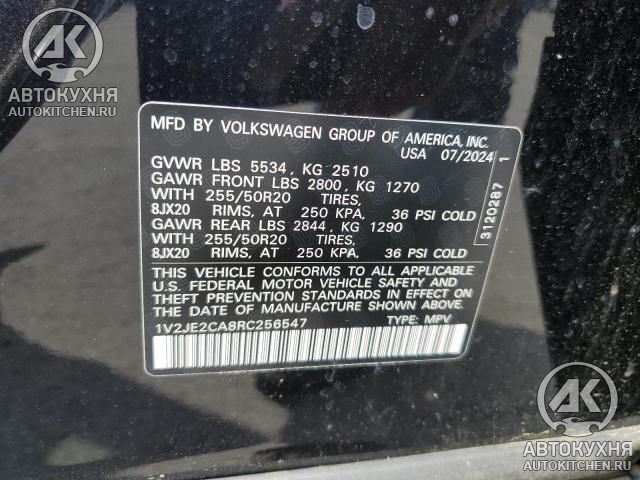 AK
АВТОКУХНЯ
AUTOKITCHEN.RU
MFD BY VOLKSWAGEN GROUP OF AMERICA, INC.
USA 07/2024
1
GVWR LBS 5534, KG 2510
GAWR FRONT LBS 2800, KG 1270
WITH 255/50R20 TIRES,
8JX20 RIMS, AT 250 KPA, 36 PSI COLD
GAWR REAR LBS 2844, KG 1290
WITH 255/50R20 TIRES,
8JX20 RIMS, AT 250 KPA, 36 PSI COLD
3120287
THIS VEHICLE CONFORMS TO ALL APPLICABLE
U.S. FEDERAL MOTOR VEHICLE SAFETY AND
THEFT PREVENTION STANDARDS IN EFFECT ON THE
DATE OF MANUFACTURE SHOWN ABOVE.
1V2JE2CA8RC256547 TYPE: MPV
AK
АВТОКУХНЯ
AUTOKITCHEN.RU